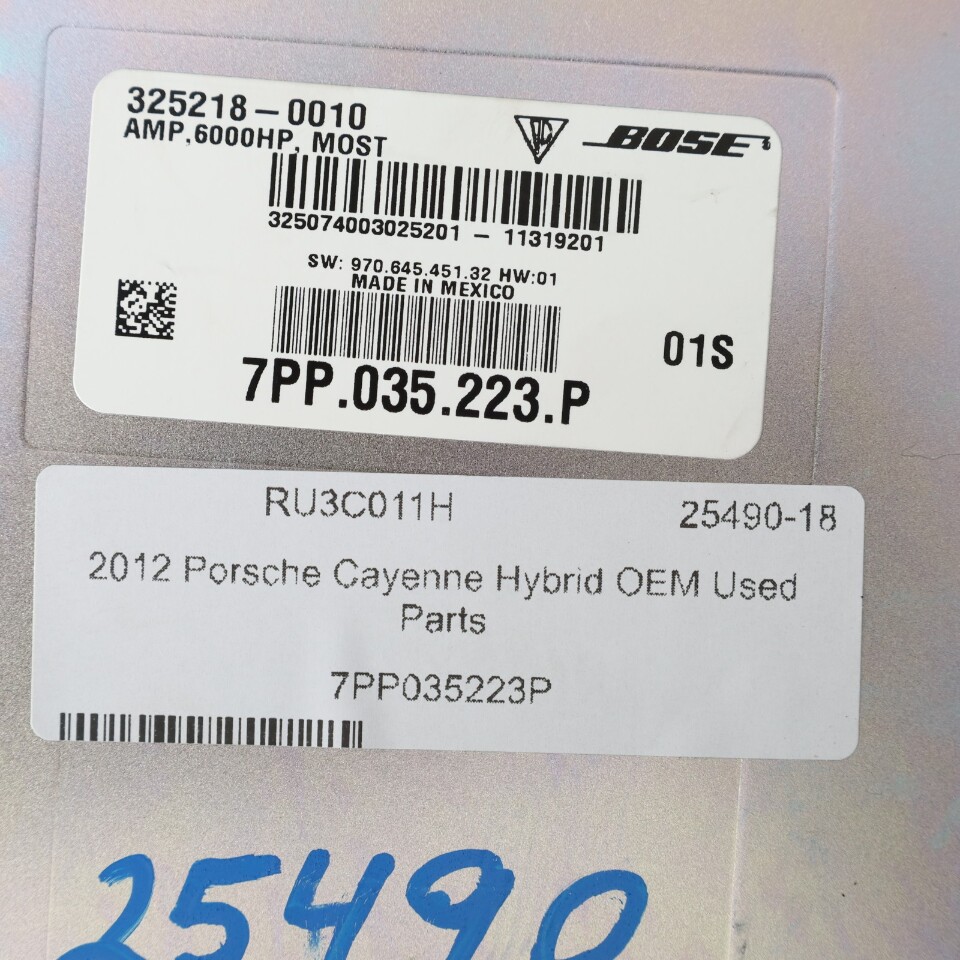 325218-0010
AMP,6000HP, MOST
BOSE
325074003025201 - 11319201
SW: 970.645.451.32 HW:01
MADE IN MEXICO
01S
7PP.035.223.P
RU3C011H 25490-18
2012 Porsche Cayenne Hybrid OEM Used
Parts
7PP035223P
25490